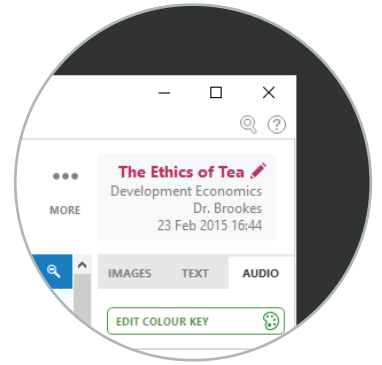 The Ethics of Tea
Development Economics
Dr. Brookes
23 Feb 2015 16:44
MORE
IMAGES TEXT AUDIO
EDIT COLOUR KEY